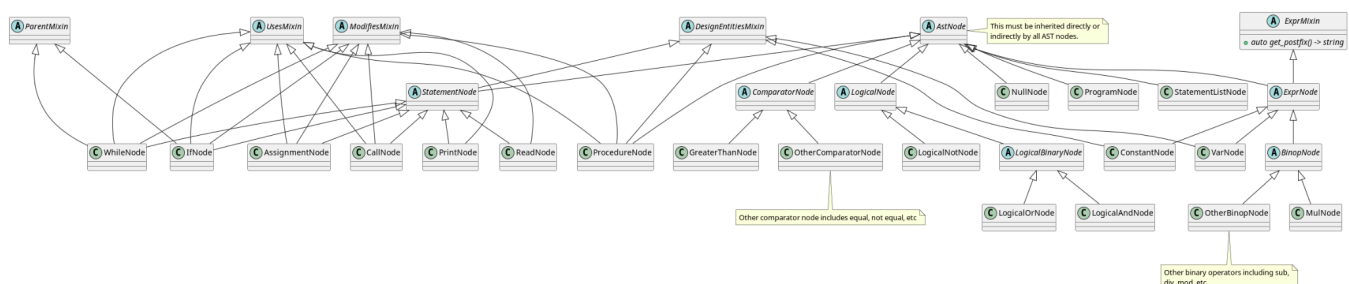 A ParentMixin
A UsesMixin
A ModifiesMixin
A DesignEntitiesMixin
A AstNode
This must be inherited directly or
indirectly by all AST nodes.
A ExprMixin
auto get_postfix() -> string
A StatementNode
A ComparatorNode
A LogicalNode
C NullNode
C ProgramNode
C StatementListNode
A ExprNode
C WhileNode
C IfNode
C AssignmentNode
C CallNode
C PrintNode
C ReadNode
C ProcedureNode
C GreaterThanNode
C OtherComparatorNode
C LogicalNotNode
A LogicalBinaryNode
C ConstantNode
C VarNode
A BinopNode
Other comparator node includes equal, not equal, etc
C LogicalOrNode
C LogicalAndNode
C OtherBinopNode
C MulNode
Other binary operators including sub,
div, mod, etc